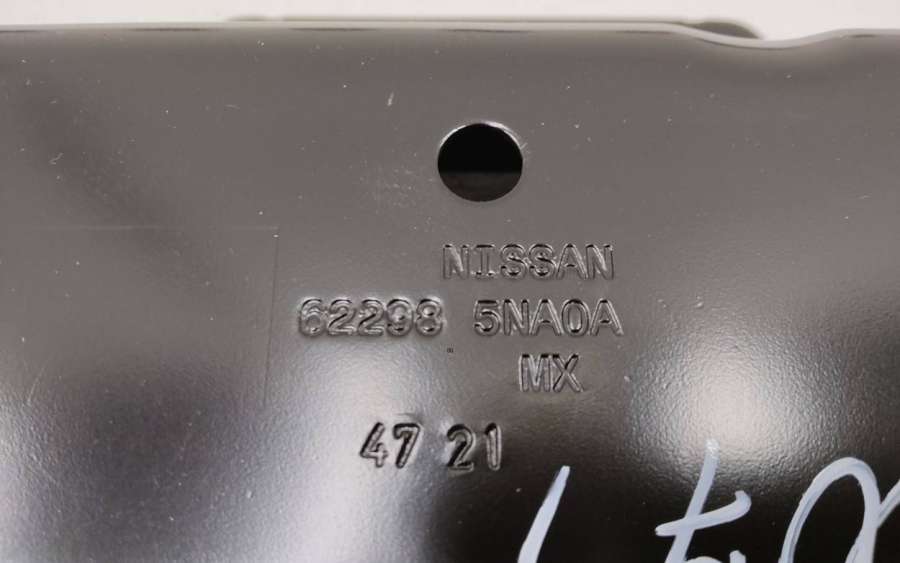 NISSAN
62298 5NA0A
MX
47 21